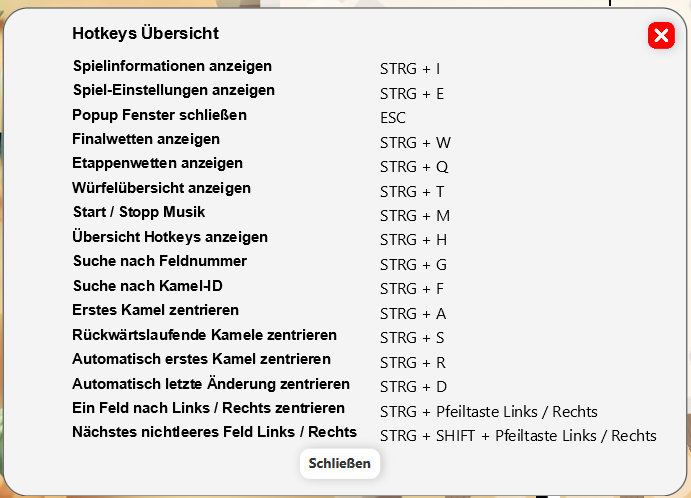 Hotkeys Übersicht
Spielinformationen anzeigen STRG + I
Spiel-Einstellungen anzeigen STRG + E
Popup Fenster schließen ESC
Finalwetten anzeigen STRG + W
Etappenwetten anzeigen STRG + Q
Würfelübersicht anzeigen STRG + T
Start / Stopp Musik STRG + M
Übersicht Hotkeys anzeigen STRG + H
Suche nach Feldnummer STRG + G
Suche nach Kamel-ID STRG + F
Erstes Kamel zentrieren STRG + A
Rückwärtslaufende Kamele zentrieren STRG + S
Automatisch erstes Kamel zentrieren STRG + R
Automatisch letzte Änderung zentrieren STRG + D
Ein Feld nach Links / Rechts zentrieren STRG + Pfeiltaste Links / Rechts
Nächstes nichtleeres Feld Links / Rechts STRG + SHIFT + Pfeiltaste Links / Rechts
Schließen